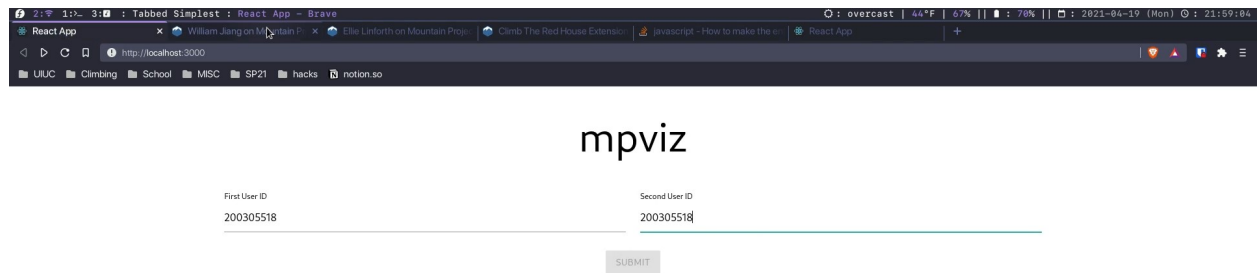 2: 1:>_ 3: : Tabbed Simplest : React App – Brave
: overcast | 44°F | 67% || : 70% || : 2021-04-19 (Mon) : 21:59:04
React App
William Jiang on Mountain Pr
Ellie Linforth on Mountain Projec
Climb The Red House Extension
javascript - How to make the en
React App
http://localhost:3000
UIUC Climbing School MISC SP21 hacks notion.so
mpviz
First User ID Second User ID
200305518 200305518
SUBMIT